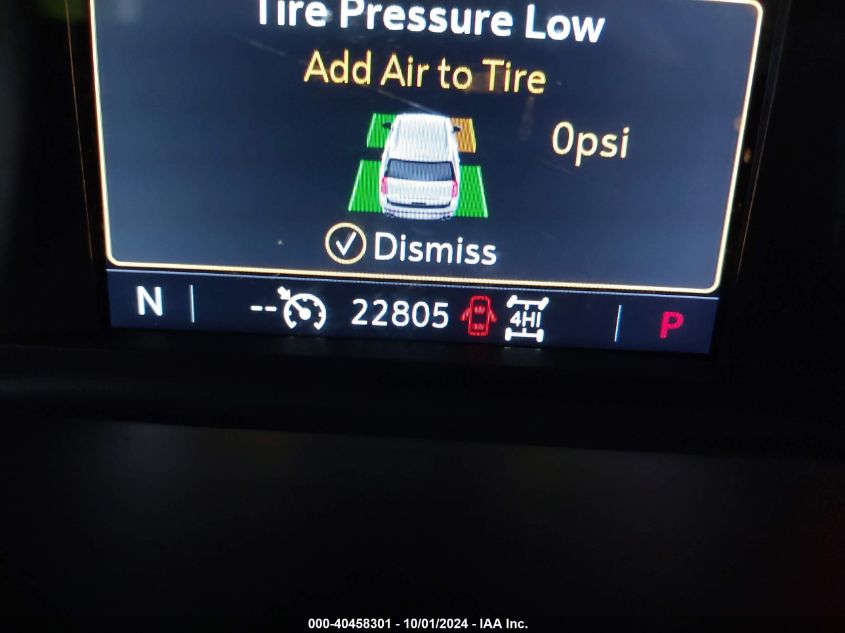 Tire Pressure Low
Add Air to Tire
0psi
Dismiss
N -- 22805 4HI P
000-40458301 - 10/01/2024 - IAA Inc.